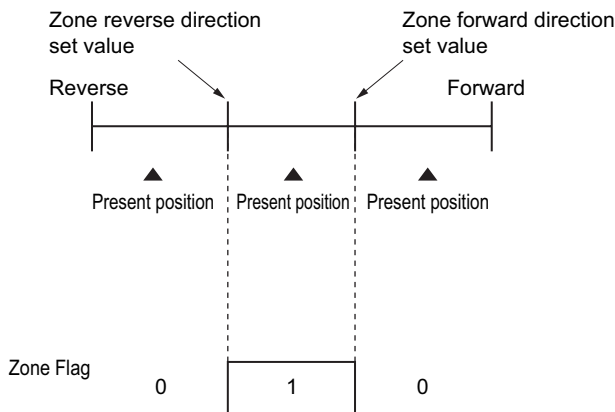 Zone reverse direction
set value
Zone forward direction
set value
Reverse
Forward
Present position
Present position
Present position
Zone Flag
0
1
0